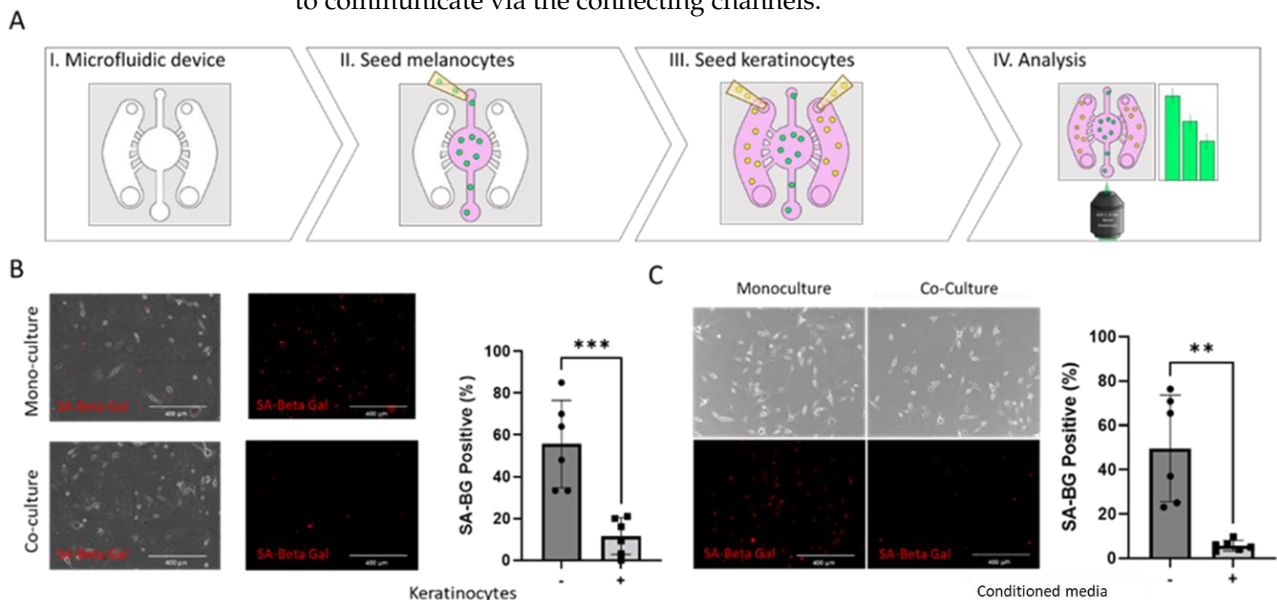 to communicate via the connecting channels.
A
I. Microfluidic device
II. Seed melanocytes
III. Seed keratinocytes
IV. Analysis
B
Mono-culture
SA-Beta Gal
400 μm
SA-Beta Gal
400 μm
Co-culture
SA-Beta Gal
400 μm
SA-Beta Gal
400 μm
SA-BG Positive (%)
100
80
60
40
20
0
***
- +
Keratinocytes
C
Monoculture Co-Culture
SA-Beta Gal
400 μm
SA-Beta Gal
400 μm
SA-BG Positive (%)
100
80
60
40
20
0
**
- +
Conditioned media